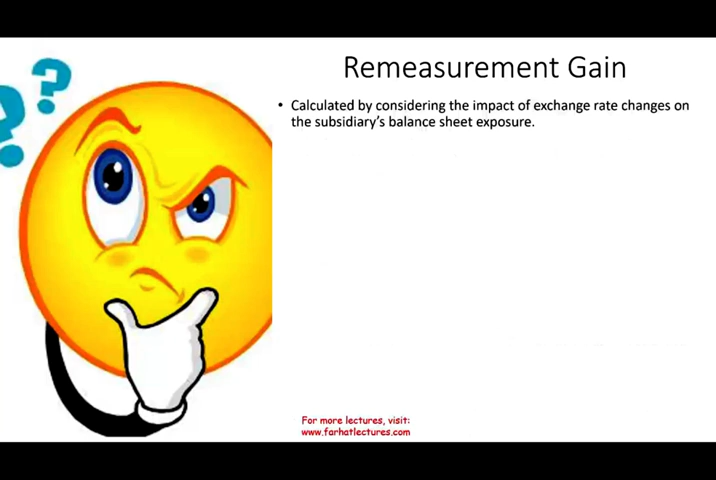 Remeasurement Gain
• Calculated by considering the impact of exchange rate changes on
the subsidiary's balance sheet exposure.
For more lectures, visit:
www.farhatlectures.com